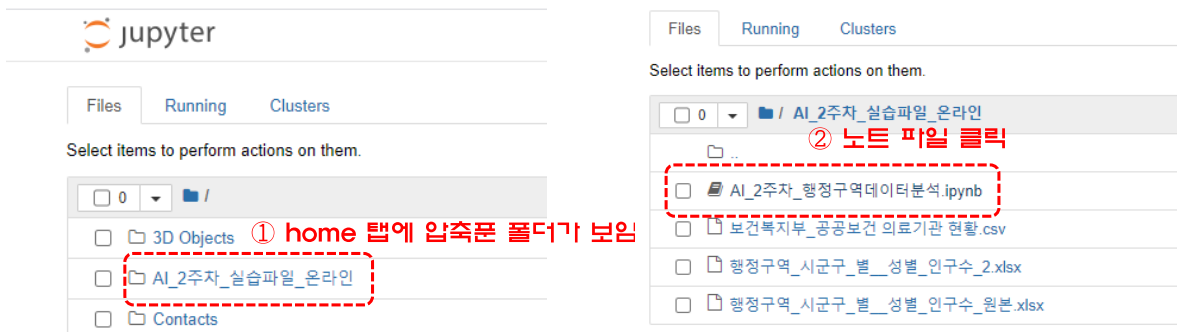 jupyter
Files Running Clusters
Select items to perform actions on them.
0 /
3D Objects
① home 탭에 압축푼 폴더가 보임
AI_2주차_실습파일_온라인
Contacts
Files Running Clusters
Select items to perform actions on them.
0 / AI_2주차_실습파일_온라인
② 노트 파일 클릭
..
AI_2주차_행정구역데이터분석.ipynb
보건복지부_공공보건 의료기관 현황.csv
행정구역_시군구_별__성별_인구수_2.xlsx
행정구역_시군구_별__성별_인구수_원본.xlsx